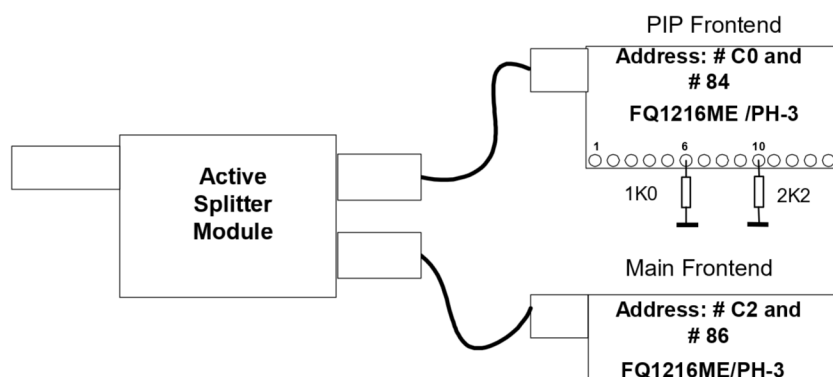 PIP Frontend
Address: # C0 and
# 84
FQ1216ME /PH-3
1 6 10
1K0 2K2
Active
Splitter
Module
Main Frontend
Address: # C2 and
# 86
FQ1216ME/PH-3